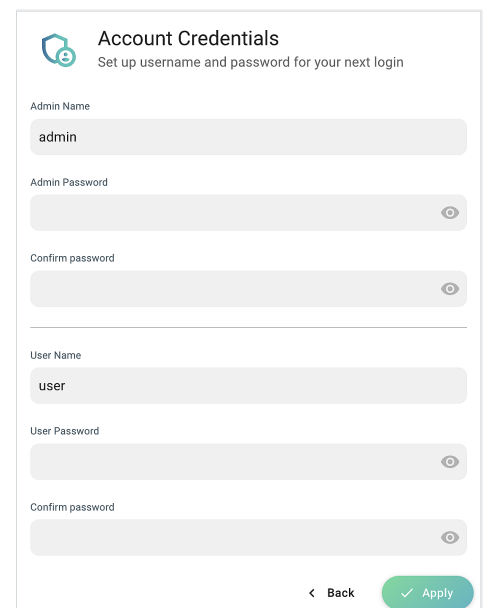 Account Credentials
Set up username and password for your next login
Admin Name
admin
Admin Password
Confirm password
User Name
user
User Password
Confirm password
Back
Apply